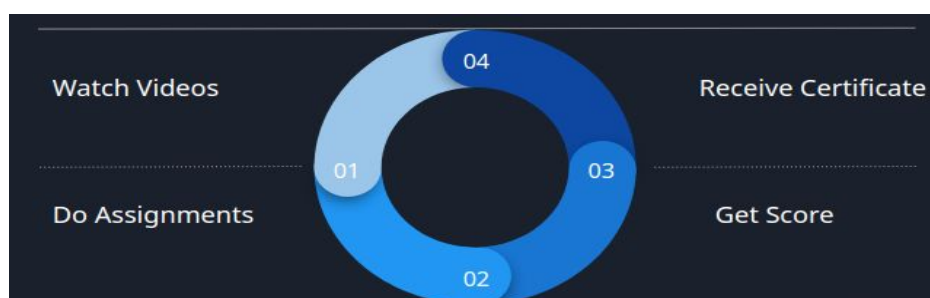 04
Watch Videos
Receive Certificate
01
03
Do Assignments
Get Score
02